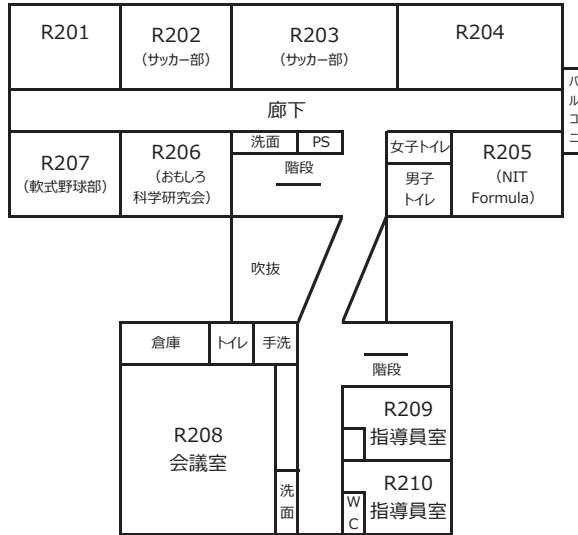 R201
R202
(サッカー部)
R203
(サッカー部)
R204
バ
ル
コ
ニ
廊下
R207
(軟式野球部)
R206
(おもしろ
科学研究会)
洗面
PS
階段
女子トイレ
男子
トイレ
R205
(NIT
Formula)
吹抜
倉庫
トイレ
手洗
階段
R208
会議室
洗
面
R209
指導員室
R210
指導員室
W
C